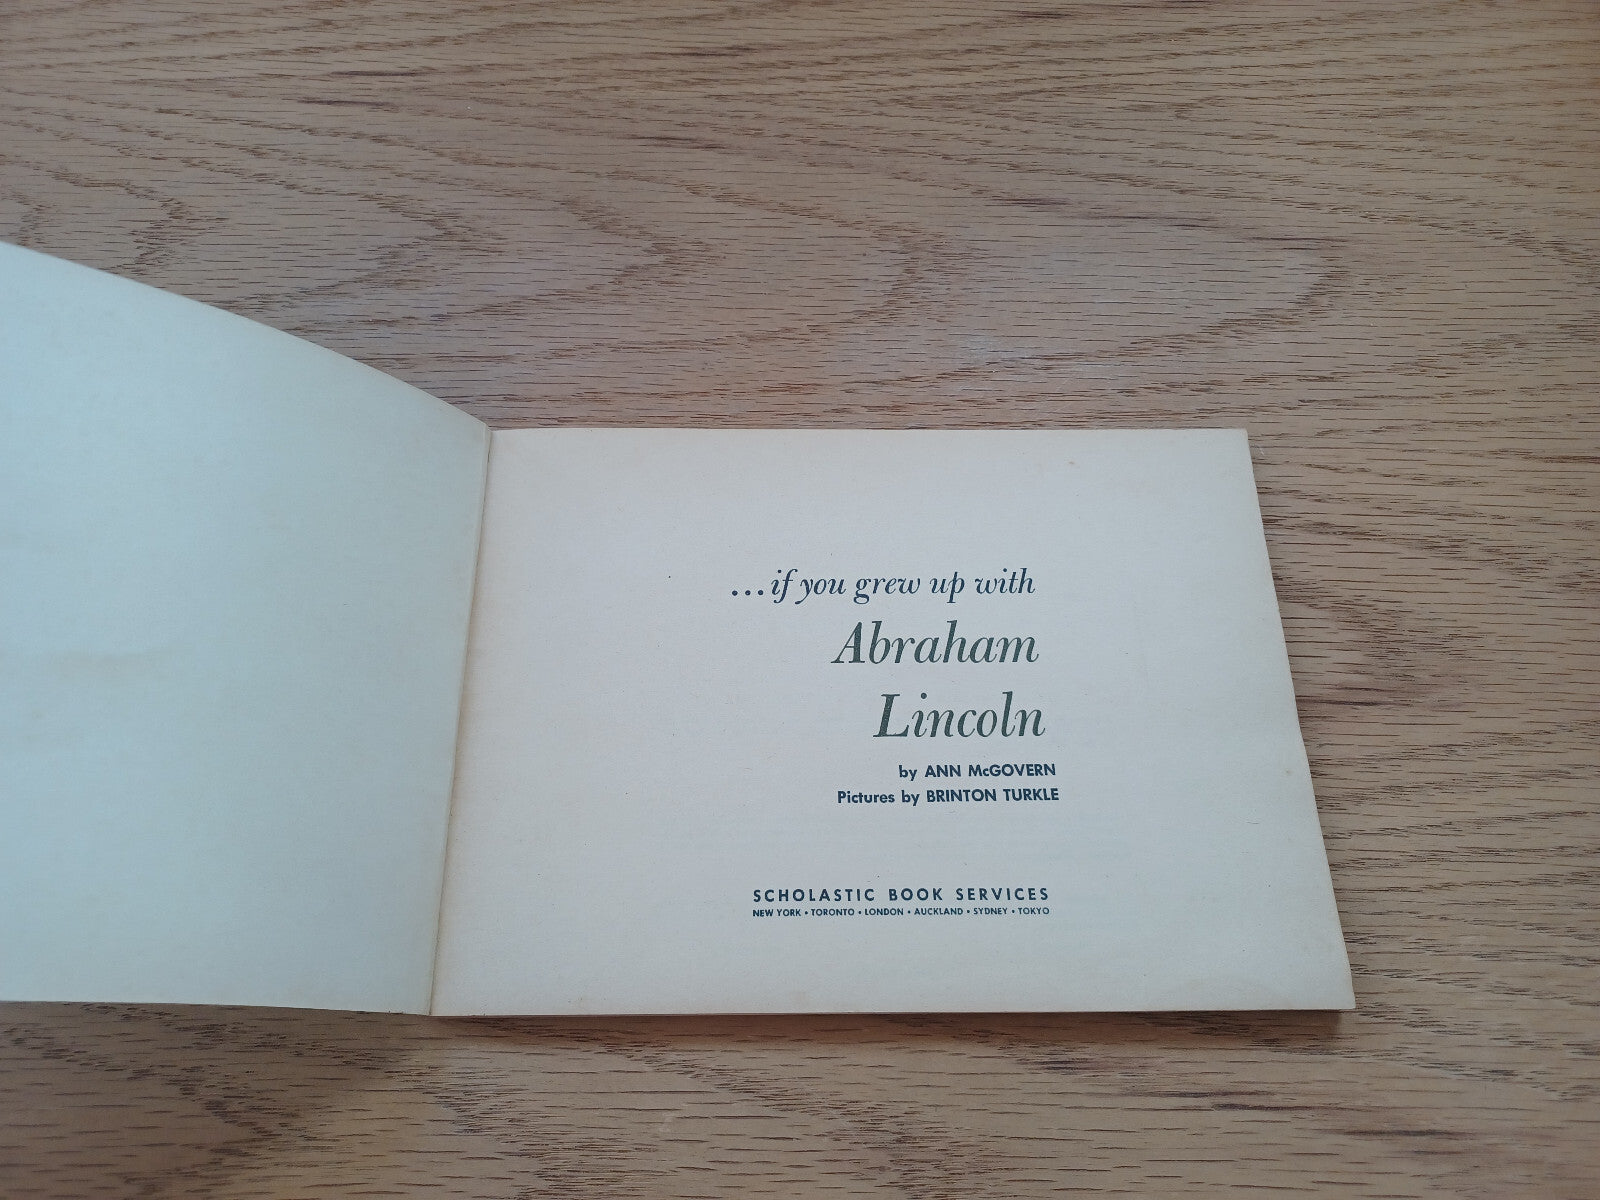 ...if you grew up with
Abraham
Lincoln
by ANN McGOVERN
Pictures by BRINTON TURKLE
SCHOLASTIC BOOK SERVICES
NEW YORK • TORONTO • LONDON • AUCKLAND • SYDNEY • TOKYO